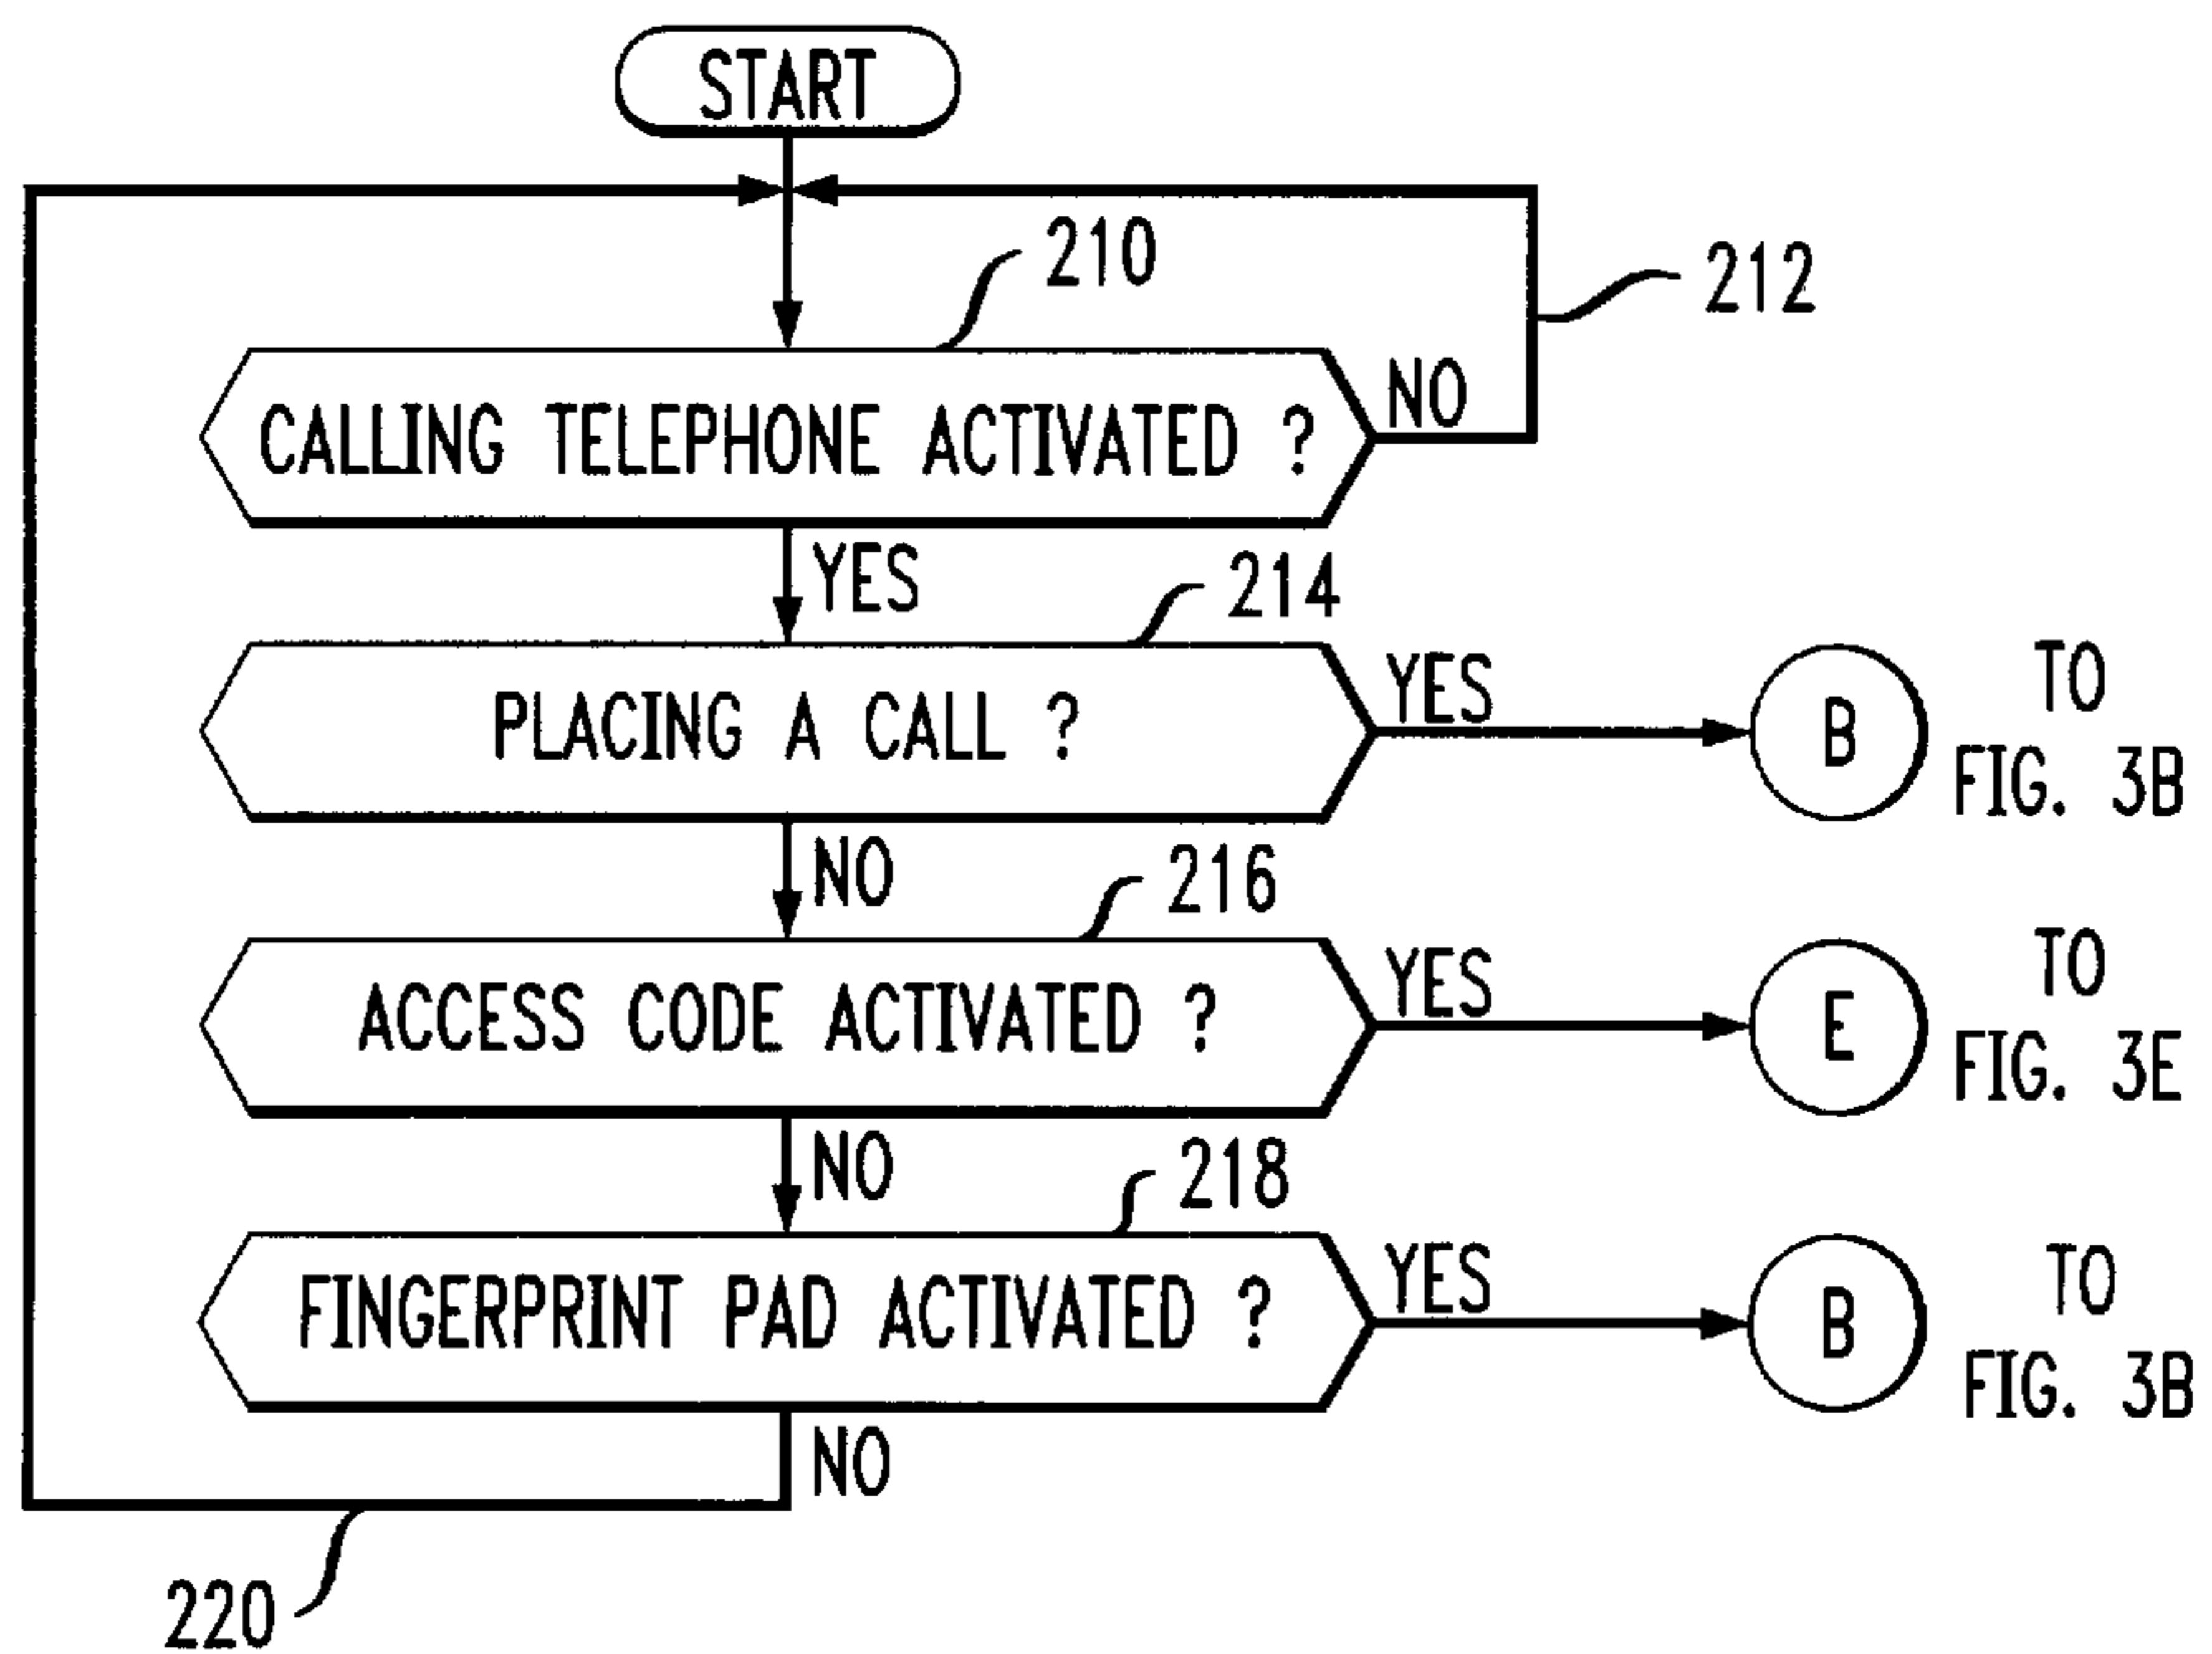 START
210
212
CALLING TELEPHONE ACTIVATED ?
NO
YES
214
PLACING A CALL ?
YES
B
TO
FIG. 3B
NO
216
ACCESS CODE ACTIVATED ?
YES
E
TO
FIG. 3E
NO
218
FINGERPRINT PAD ACTIVATED ?
YES
B
TO
FIG. 3B
NO
220